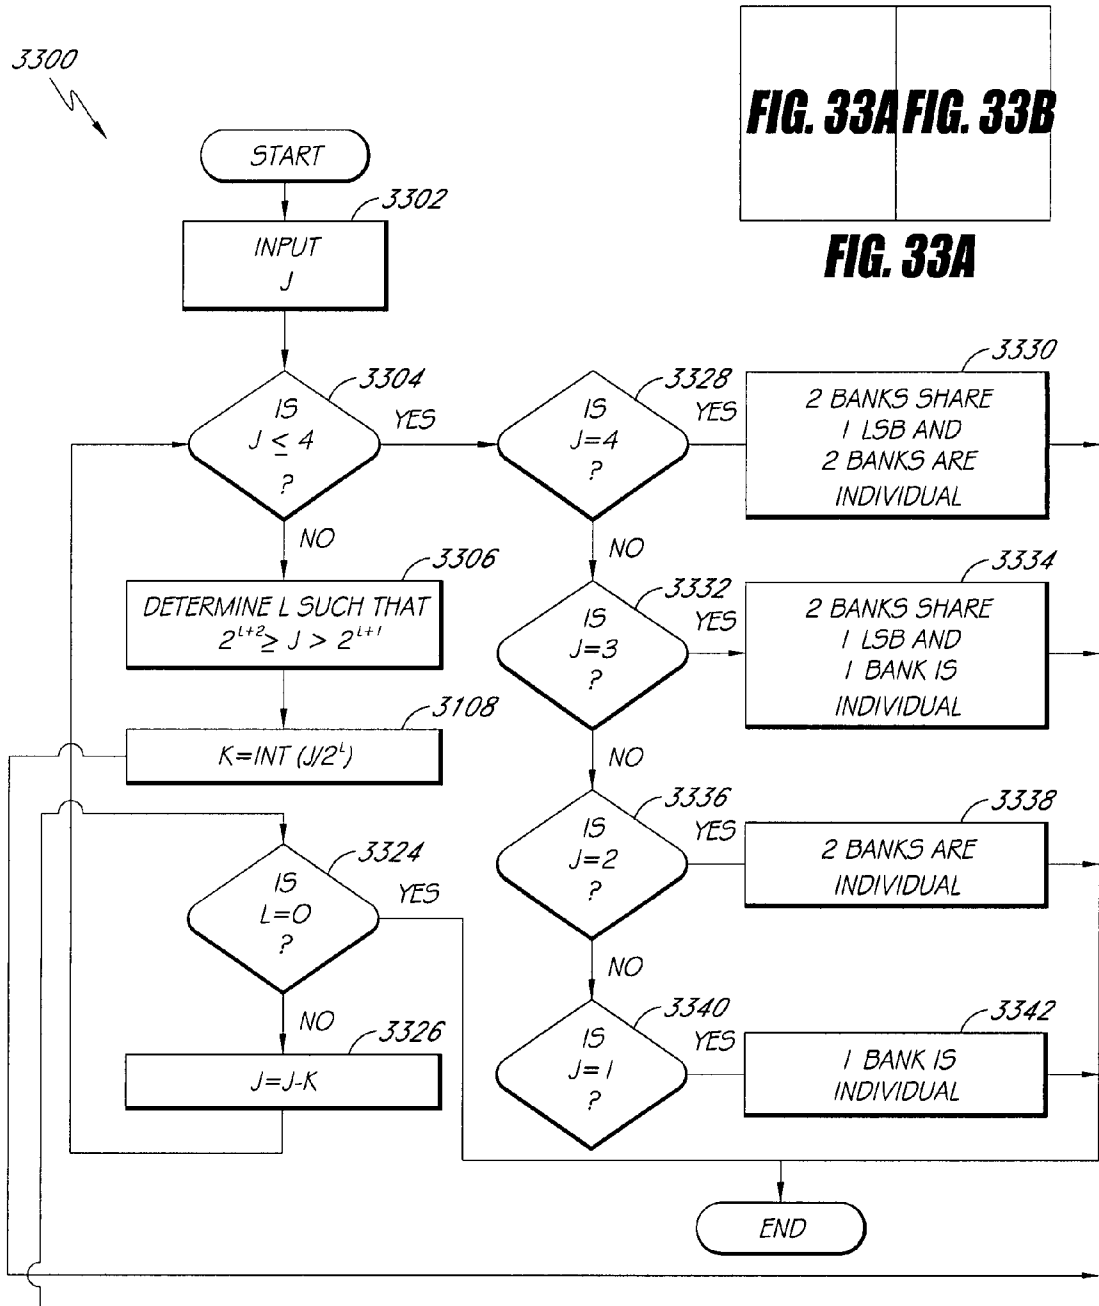 3300
FIG. 33A FIG. 33B
FIG. 33A
START
3302
INPUT
J
3304
IS
J ≤ 4
?
YES
NO
3306
DETERMINE L SUCH THAT
2^{L+2} ≥ J > 2^{L+1}
3108
K=INT (J/2^L)
3324
IS
L=0
?
YES
NO
3326
J=J-K
3328
IS
J=4
?
YES
NO
3330
2 BANKS SHARE
1 LSB AND
2 BANKS ARE
INDIVIDUAL
3332
IS
J=3
?
YES
NO
3334
2 BANKS SHARE
1 LSB AND
1 BANK IS
INDIVIDUAL
3336
IS
J=2
?
YES
NO
3338
2 BANKS ARE
INDIVIDUAL
3340
IS
J=1
?
YES
3342
1 BANK IS
INDIVIDUAL
END